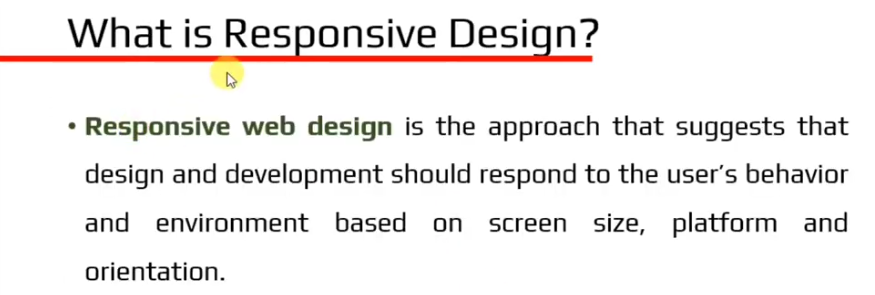 What is Responsive Design?
• Responsive web design is the approach that suggests that
design and development should respond to the user's behavior
and environment based on screen size, platform and
orientation.